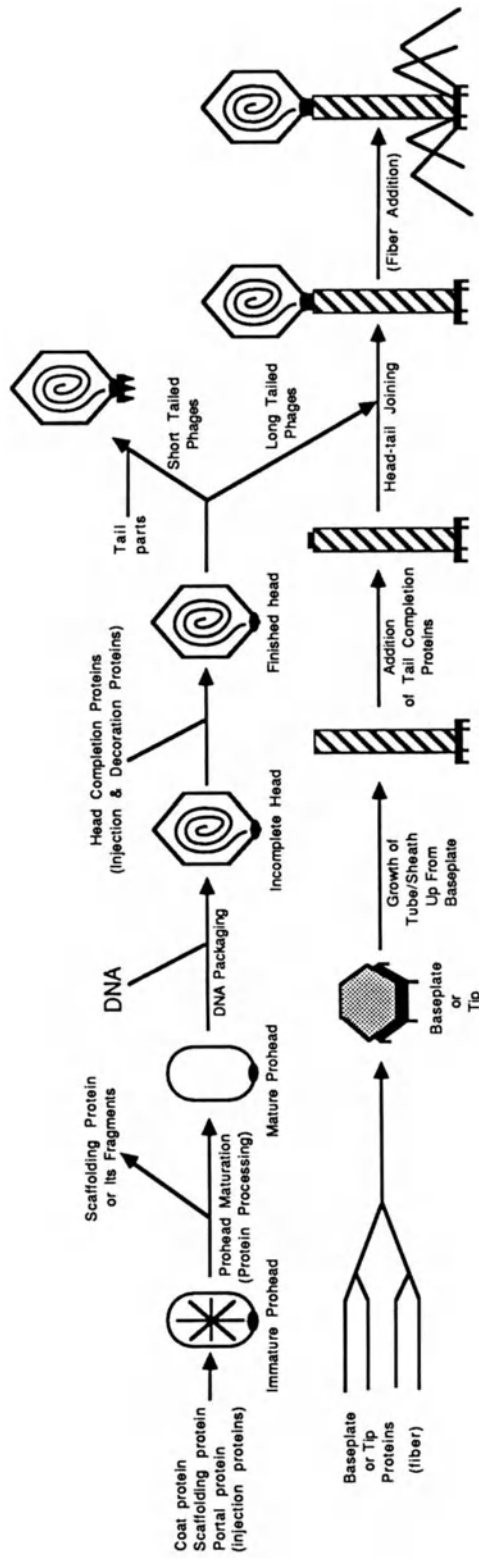 Coat protein
Scaffolding protein
Portal protein
(injection proteins)
Immature Prohead
Prohead Maturation
(Protein Processing)
Scaffolding Protein
or Its Fragments
Mature Prohead
DNA
DNA Packaging
Incomplete Head
Head Completion Proteins
(Injection & Decoration Proteins)
Finished head
Tail
parts
Short Tailed
Phages
Long Tailed
Phages
Baseplate
or Tip
Proteins
(fiber)
Baseplate
or
Tip
Growth of
Tube/Sheath
Up From
Baseplate
Addition
of Tail Completion
Proteins
Head-tail Joining
(Fiber Addition)